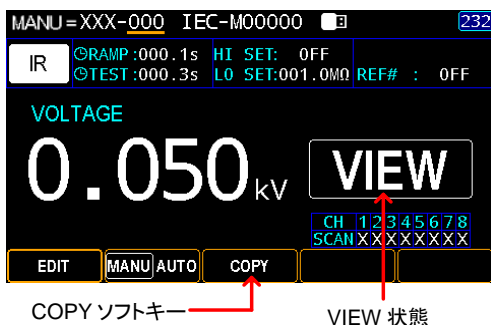 MANU=XXX-000 IEC-M00000 232
IR RAMP:000.1s HI SET: OFF
TEST:000.3s LO SET:001.0MΩ REF# : OFF
VOLTAGE
0.050kV VIEW
CH 1 2 3 4 5 6 7 8
SCAN X X X X X X X X
EDIT MANU AUTO COPY
COPY ソフトキー VIEW 状態